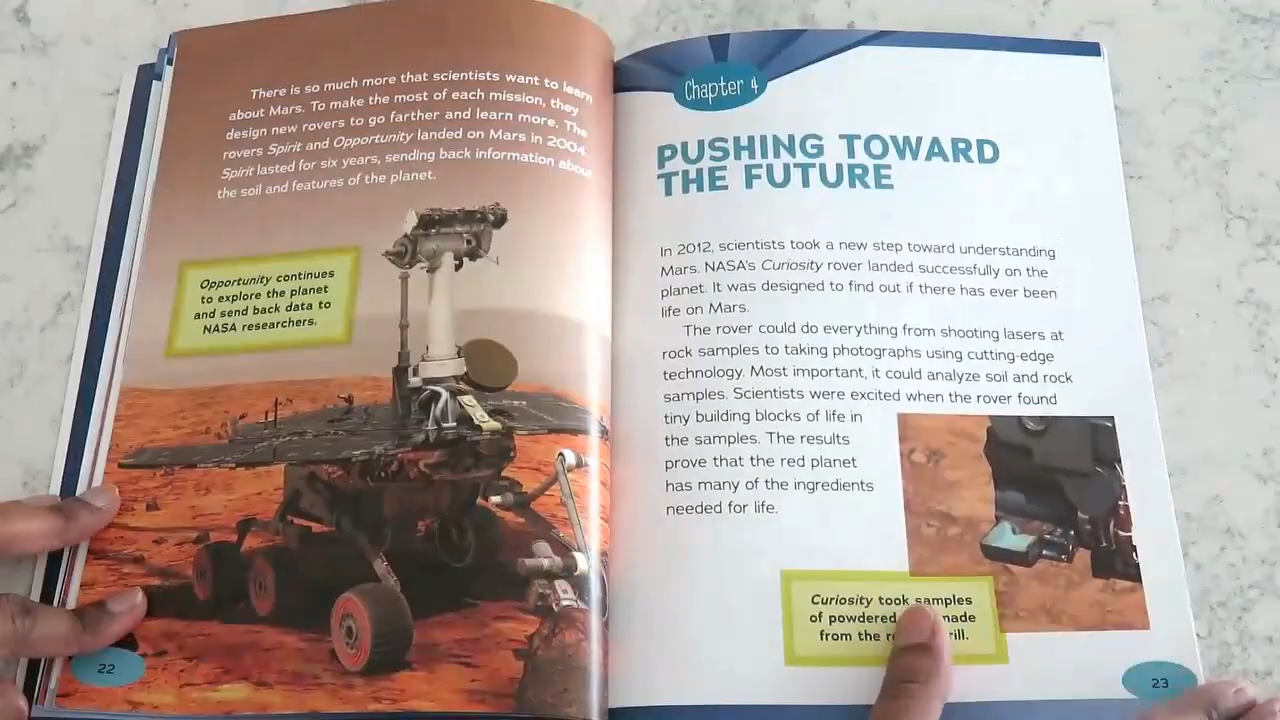 There is so much more that scientists want to learn
about Mars. To make the most of each mission, they
design new rovers to go farther and learn more. The
rovers Spirit and Opportunity landed on Mars in 2004.
Spirit lasted for six years, sending back information about
the soil and features of the planet.
Opportunity continues
to explore the planet
and send back data to
NASA researchers.
22
Chapter 4
PUSHING TOWARD
THE FUTURE
In 2012, scientists took a new step toward understanding
Mars. NASA's Curiosity rover landed successfully on the
planet. It was designed to find out if there has ever been
life on Mars.
The rover could do everything from shooting lasers at
rock samples to taking photographs using cutting-edge
technology. Most important, it could analyze soil and rock
samples. Scientists were excited when the rover found
tiny building blocks of life in
the samples. The results
prove that the red planet
has many of the ingredients
needed for life.
Curiosity took samples
of powdered made
from the
23